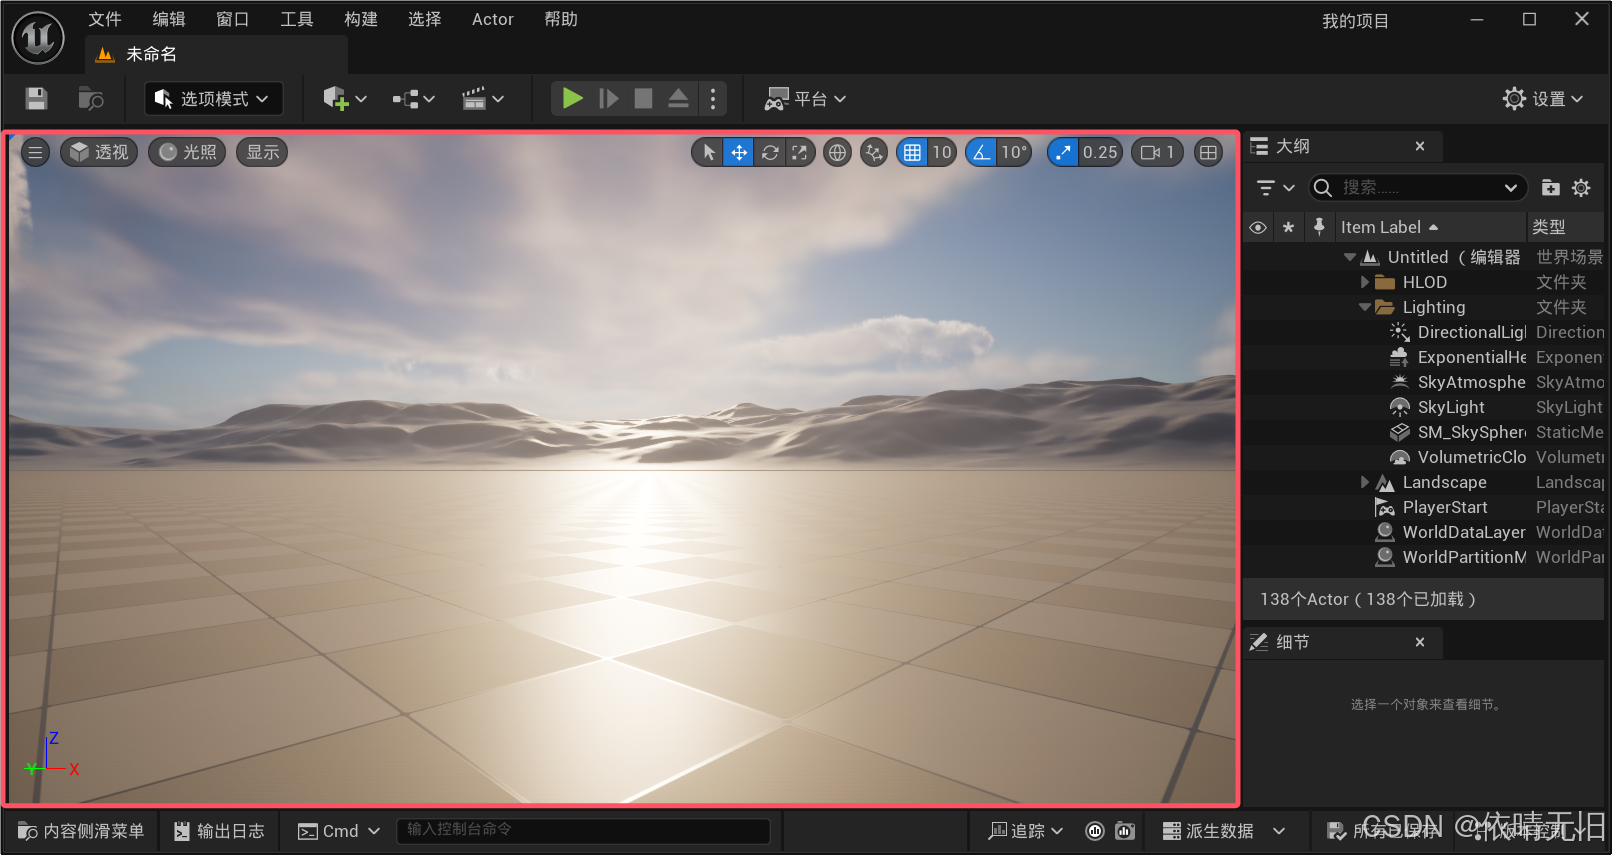 文件 编辑 窗口 工具 构建 选择 Actor 帮助 我的项目
未命名
选项模式 平台 设置
透视 光照 显示 10 10° 0.25 1
大纲
搜索......
Item Label 类型
Untitled （编辑器 世界场景
HLOD 文件夹
Lighting 文件夹
DirectionalLigl Direction
ExponentialHe Exponen
SkyAtmosphe SkyAtmo
SkyLight SkyLight
SM_SkySphere StaticMe
VolumetricClo Volumetr
Landscape Landscap
PlayerStart PlayerSta
WorldDataLayer WorldDat
WorldPartitionM WorldPar
138个Actor（138个已加载）
细节
选择一个对象来查看细节。
Z
Y X
内容侧滑菜单 输出日志 Cmd 输入控制台命令 追踪 派生数据 所有已保存 版本控制
CSDN @依晴无旧